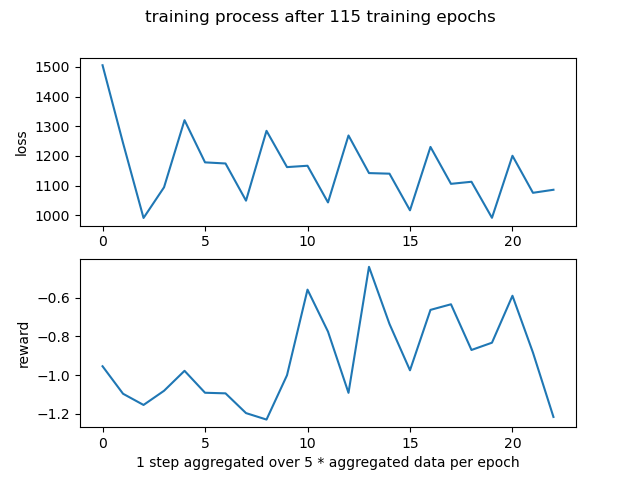 training process after 115 training epochs
1500
1400
1300
1200
1100
1000
loss
0 5 10 15 20
−0.6
−0.8
−1.0
−1.2
reward
0 5 10 15 20
1 step aggregated over 5 * aggregated data per epoch